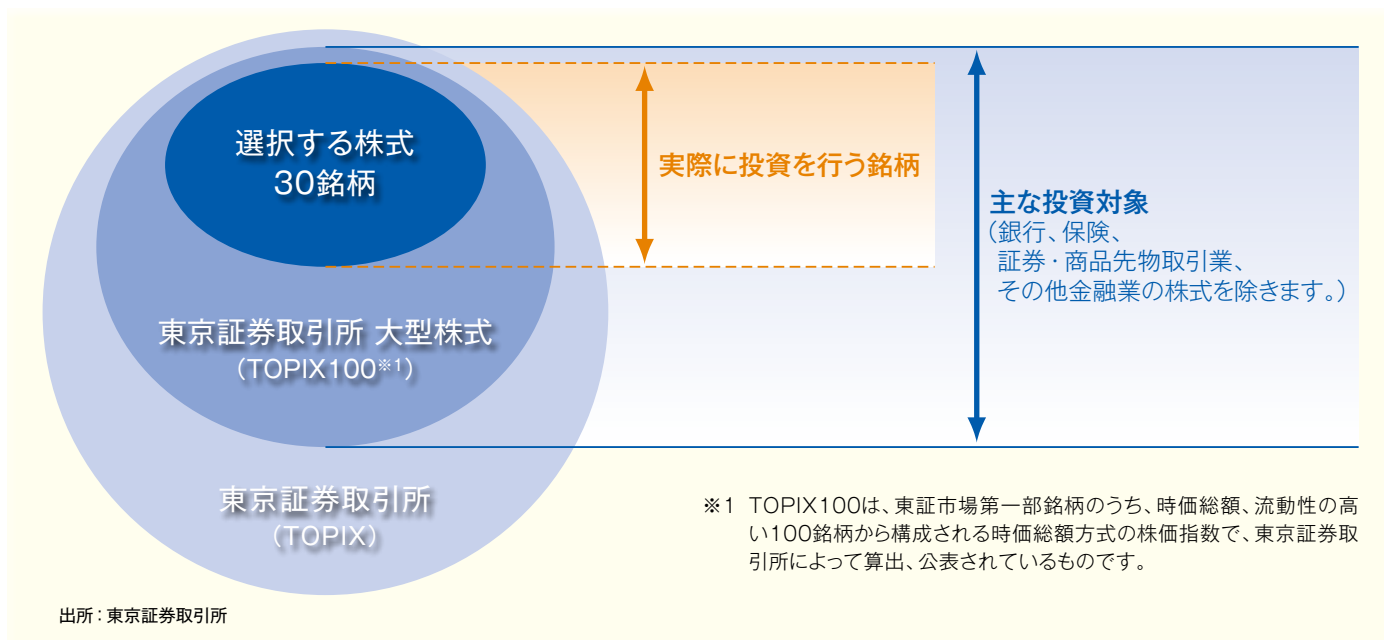 選択する株式
30銘柄
実際に投資を行う銘柄
主な投資対象
（銀行、保険、
証券・商品先物取引業、
その他金融業の株式を除きます。）
東京証券取引所 大型株式
（TOPIX100※1）
東京証券取引所
（TOPIX）
※1 TOPIX100は、東証市場第一部銘柄のうち、時価総額、流動性の高
い100銘柄から構成される時価総額方式の株価指数で、東京証券取
引所によって算出、公表されているものです。
出所：東京証券取引所